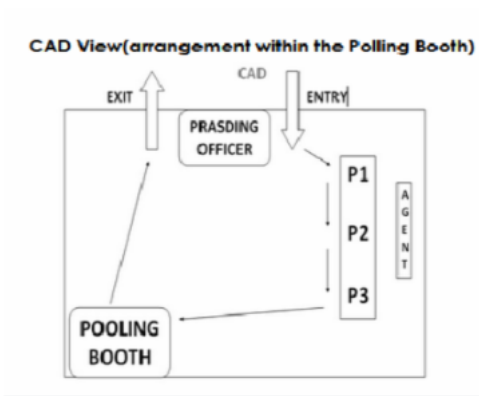 CAD View(arrangement within the Polling Booth)
CAD
EXIT
ENTRY
PRASDING
OFFICER
P1
P2
P3
A
G
E
N
T
POOLING
BOOTH